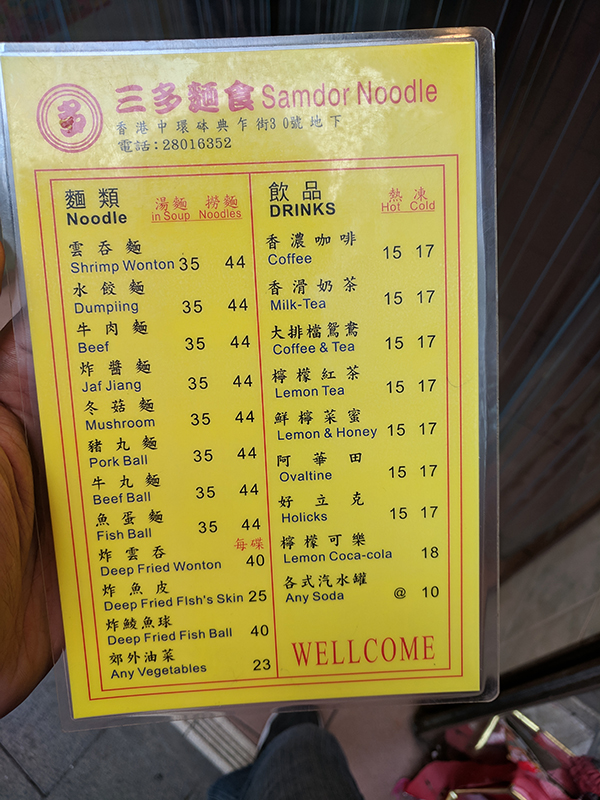 多
三多麵食 Samdor Noodle
香港中環砵典乍街30號地下
電話:28016352
麵類 湯麵 撈麵
Noodle in Soup Noodles
雲吞麵
Shrimp Wonton 35 44
水餃麵
Dumpiing 35 44
牛肉麵
Beef 35 44
炸醬麵
Jaf Jiang 35 44
冬菇麵
Mushroom 35 44
豬丸麵
Pork Ball 35 44
牛丸麵
Beef Ball 35 44
魚蛋麵
Fish Ball 35 44
炸雲吞 每碟
Deep Fried Wonton 40
炸魚皮
Deep Fried FIsh's Skin 25
炸鯪魚球
Deep Fried Fish Ball 40
郊外油菜
Any Vegetables 23
飲品 熱 凍
DRINKS Hot Cold
香濃咖啡
Coffee 15 17
香滑奶茶
Milk-Tea 15 17
大排檔鴛鴦
Coffee & Tea 15 17
檸檬紅茶
Lemon Tea 15 17
鮮檸菜蜜
Lemon & Honey 15 17
阿華田
Ovaltine 15 17
好立克
Holicks 15 17
檸檬可樂
Lemon Coca-cola 18
各式汽水罐
Any Soda @ 10
WELLCOME